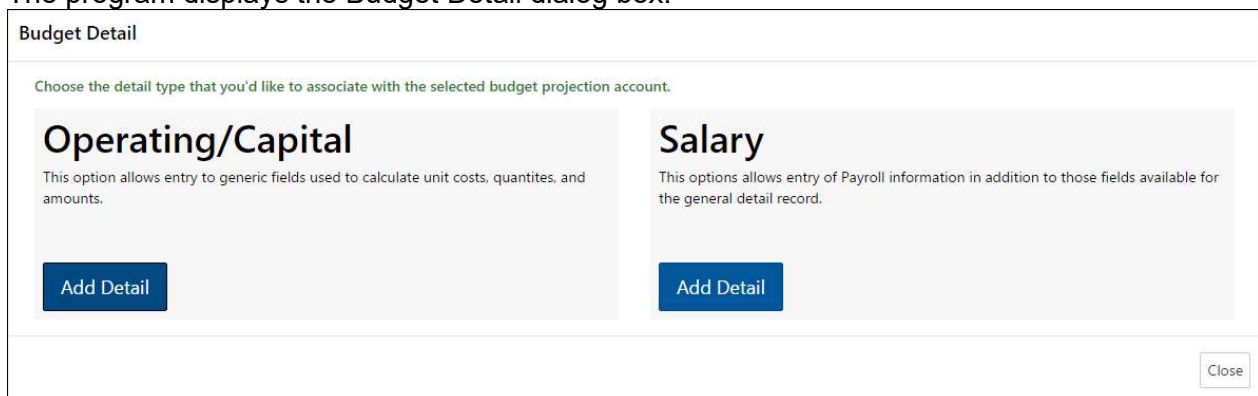 The program displays the Budget Detail dialog box.
Budget Detail
Choose the detail type that you'd like to associate with the selected budget projection account.
Operating/Capital
This option allows entry to generic fields used to calculate unit costs, quantites, and
amounts.
Add Detail
Salary
This options allows entry of Payroll information in addition to those fields available for
the general detail record.
Add Detail
Close